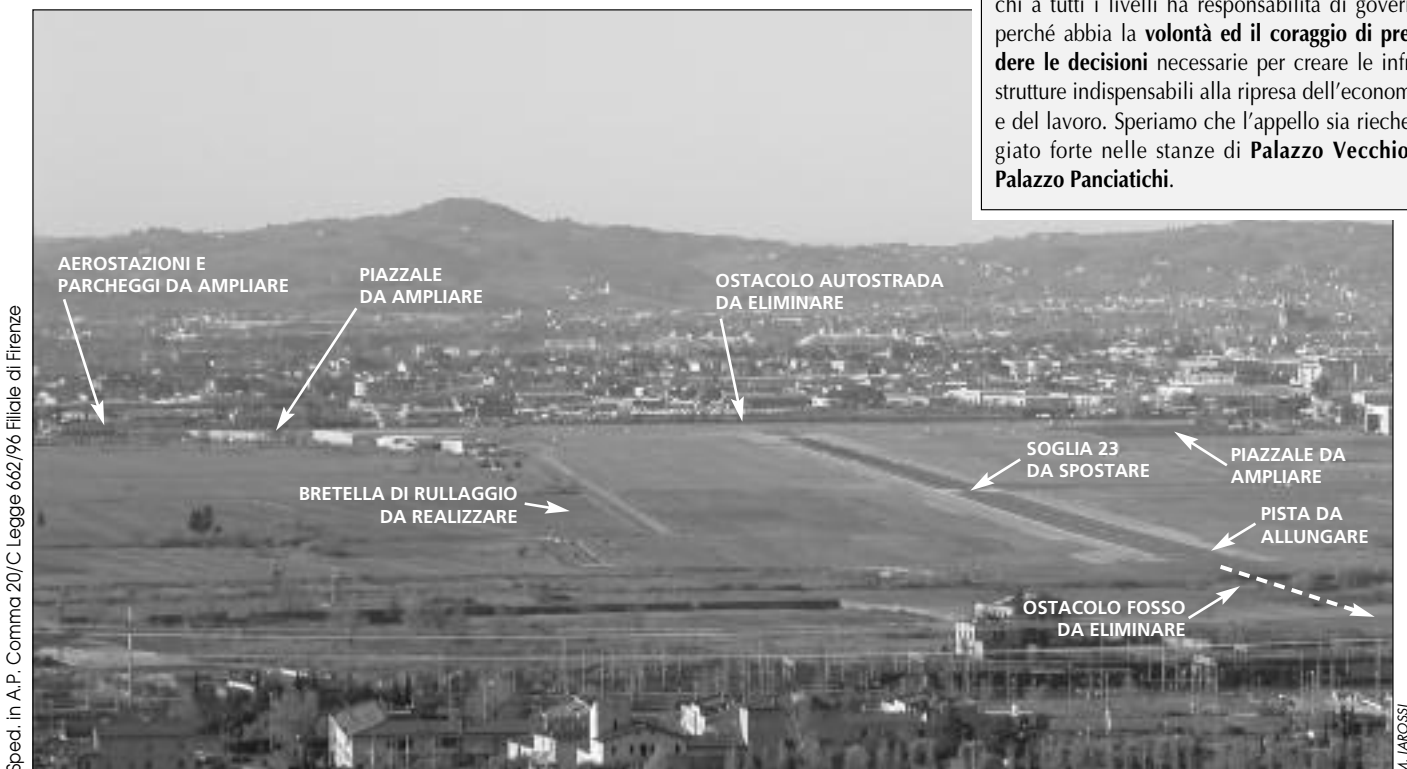 chi a tutti i livelli ha responsabilità di govern
perché abbia la volontà ed il coraggio di pre
dere le decisioni necessarie per creare le infr
strutture indispensabili alla ripresa dell'econom
e del lavoro. Speriamo che l'appello sia rieche
giato forte nelle stanze di Palazzo Vecchio
Palazzo Panciatichi.
AEROSTAZIONI E
PARCHEGGI DA AMPLIARE
PIAZZALE
DA AMPLIARE
OSTACOLO AUTOSTRADA
DA ELIMINARE
SOGLIA 23
DA SPOSTARE
PIAZZALE DA
AMPLIARE
BRETELLA DI RULLAGGIO
DA REALIZZARE
PISTA DA
ALLUNGARE
OSTACOLO FOSSO
DA ELIMINARE
Sped. in A.P. Comma 20/C Legge 662/96 Filiale di Firenze
M. IAROSSI